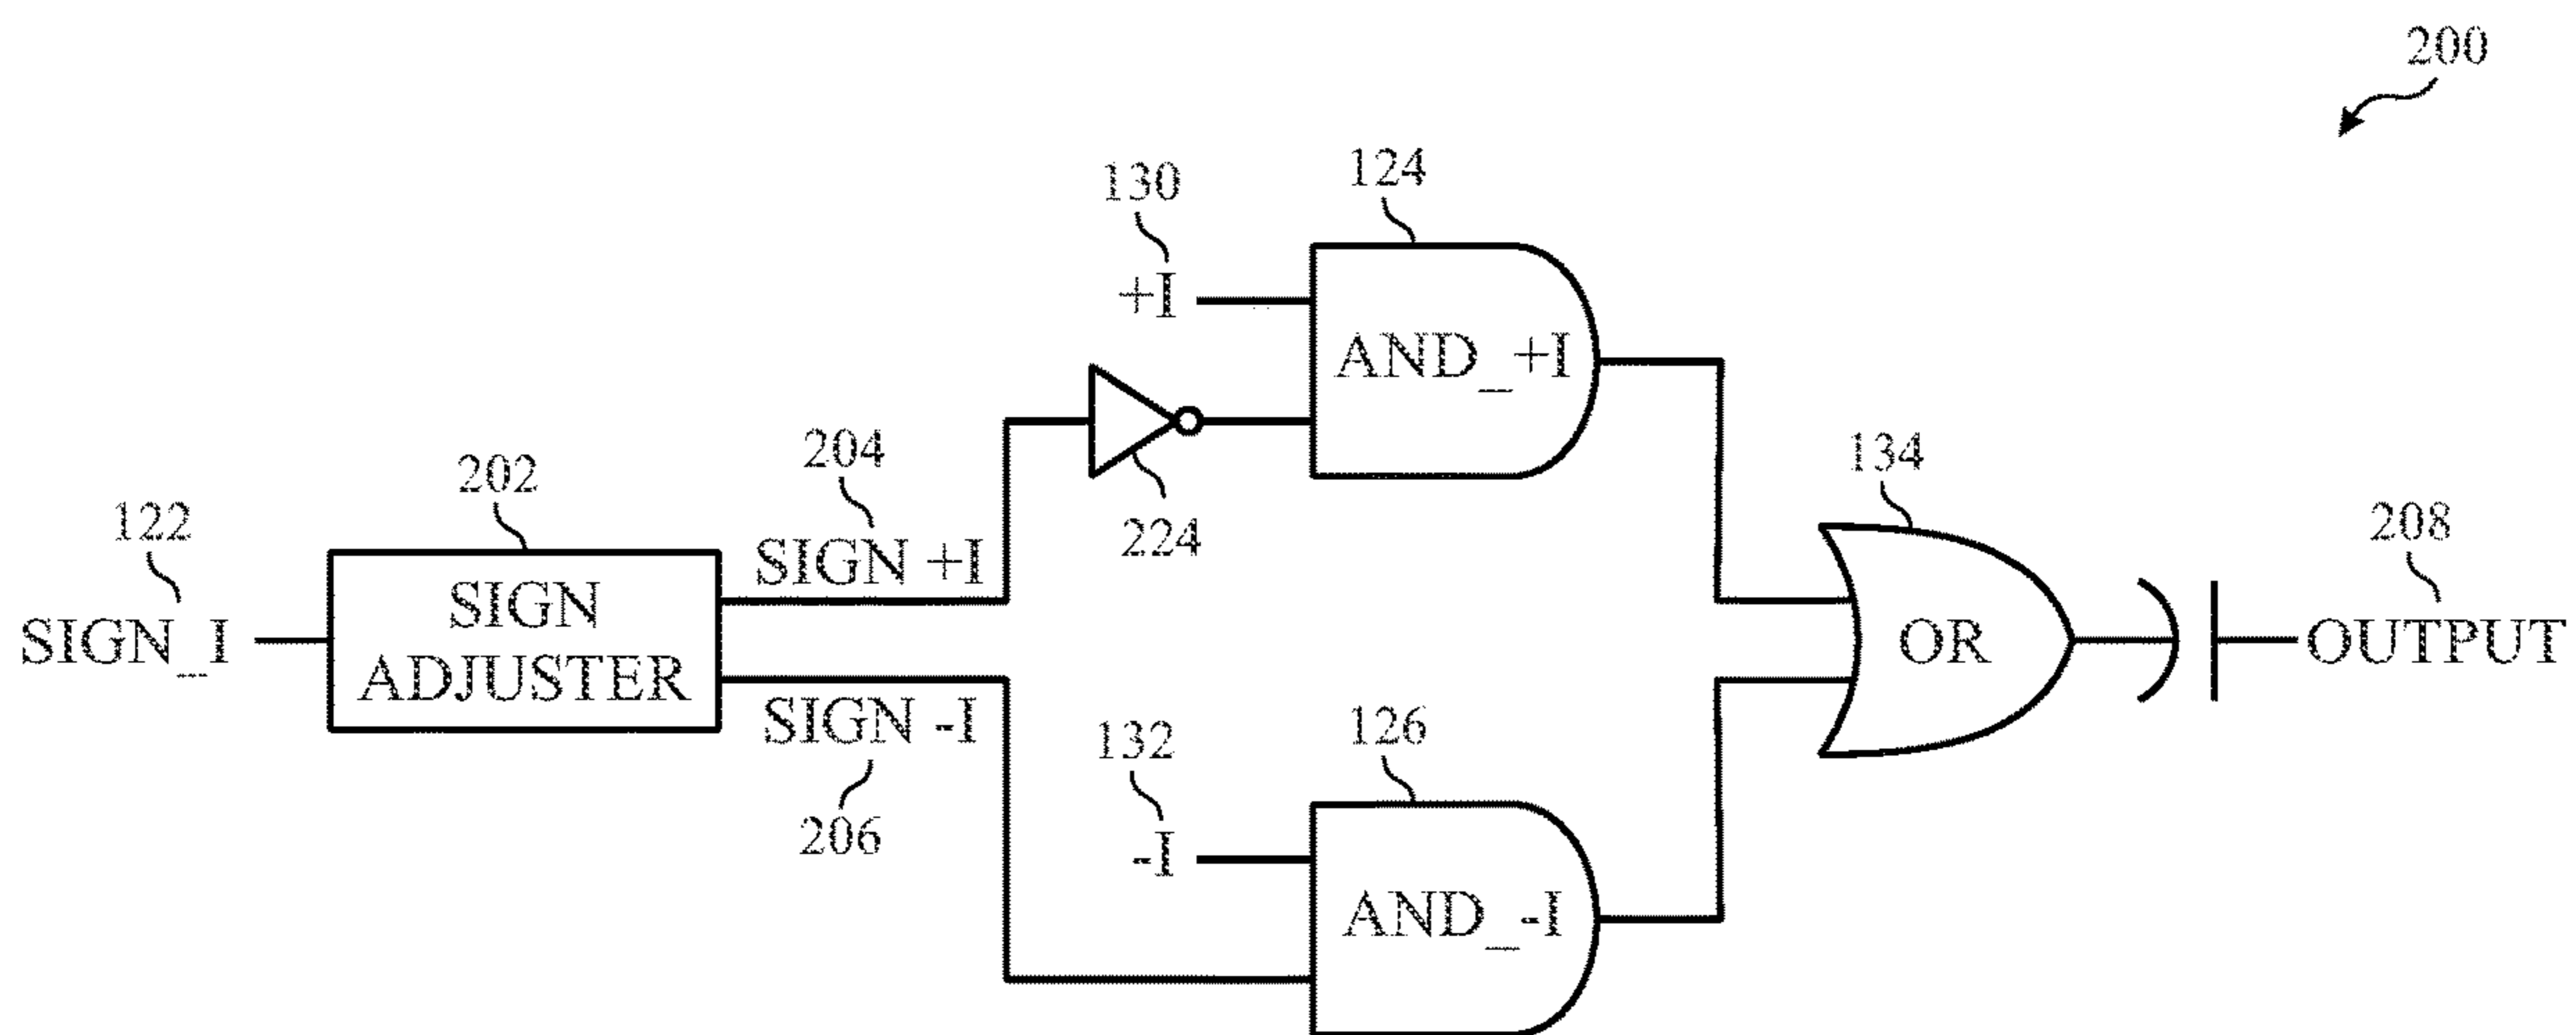 200
130
124
+I
AND_+I
204
134
202
224
208
122
SIGN +I
SIGN
ADJUSTER
SIGN_I
OR
OUTPUT
SIGN -I
132
126
206
-I
AND_-I